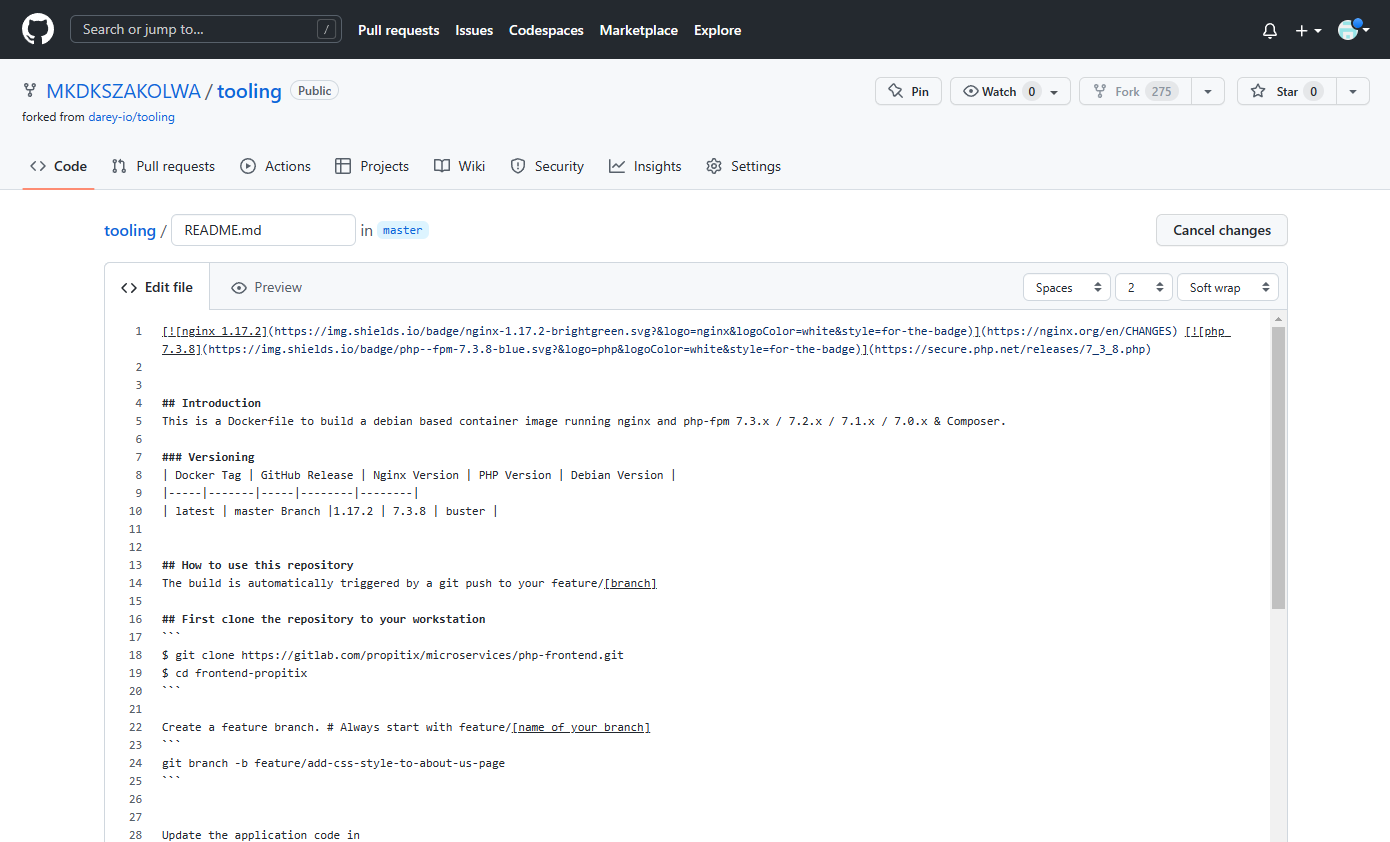 Search or jump to... /
Pull requests Issues Codespaces Marketplace Explore
MKDKSZAKOLWA / tooling Public
Pin Watch 0 Fork 275 Star 0
forked from darey-io/tooling
Code Pull requests Actions Projects Wiki Security Insights Settings
tooling / README.md in master Cancel changes
Edit file Preview Spaces 2 Soft wrap
1 [![nginx 1.17.2](https://img.shields.io/badge/nginx-1.17.2-brightgreen.svg?&logo=nginx&logoColor=white&style=for-the-badge)](https://nginx.org/en/CHANGES) [![php
7.3.8](https://img.shields.io/badge/php--fpm-7.3.8-blue.svg?&logo=php&logoColor=white&style=for-the-badge)](https://secure.php.net/releases/7_3_8.php)
2
3
4 ## Introduction
5 This is a Dockerfile to build a debian based container image running nginx and php-fpm 7.3.x / 7.2.x / 7.1.x / 7.0.x & Composer.
6
7 ### Versioning
8 | Docker Tag | GitHub Release | Nginx Version | PHP Version | Debian Version |
9 |-----|-------|-----|--------|--------|
10 | latest | master Branch |1.17.2 | 7.3.8 | buster |
11
12
13 ## How to use this repository
14 The build is automatically triggered by a git push to your feature/[branch]
15
16 ## First clone the repository to your workstation
17 ```
18 $ git clone https://gitlab.com/propitix/microservices/php-frontend.git
19 $ cd frontend-propitix
20 ```
21
22 Create a feature branch. # Always start with feature/[name of your branch]
23 ```
24 git branch -b feature/add-css-style-to-about-us-page
25 ```
26
27
28 Update the application code in